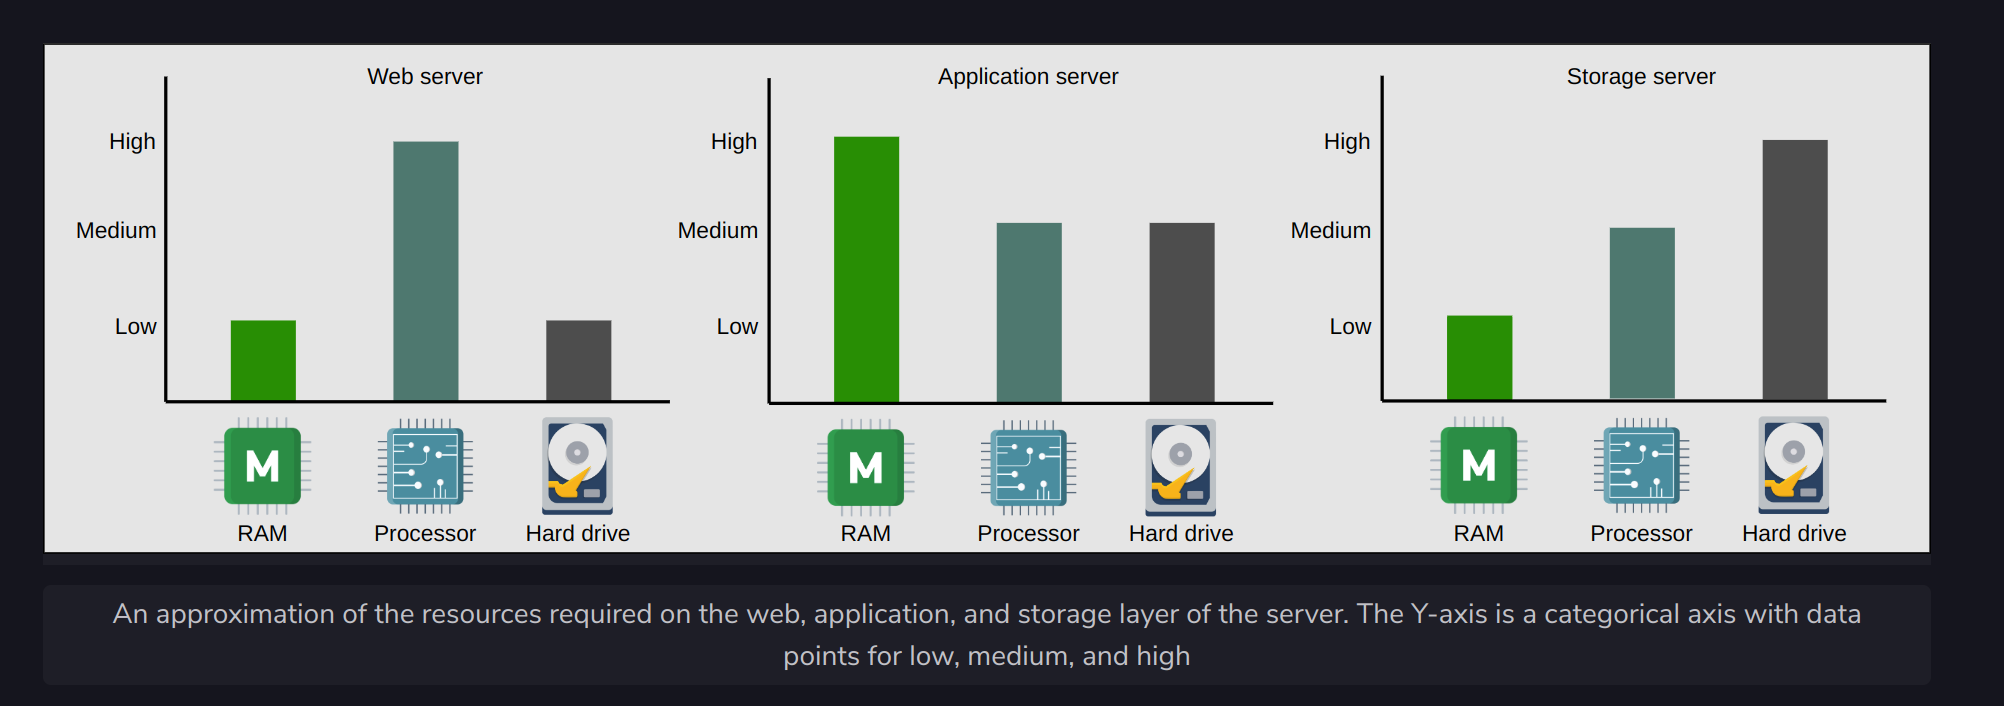 Web server
High
Medium
Low
M
RAM
Processor
Hard drive
Application server
High
Medium
Low
M
RAM
Processor
Hard drive
Storage server
High
Medium
Low
M
RAM
Processor
Hard drive
An approximation of the resources required on the web, application, and storage layer of the server. The Y-axis is a categorical axis with data
points for low, medium, and high